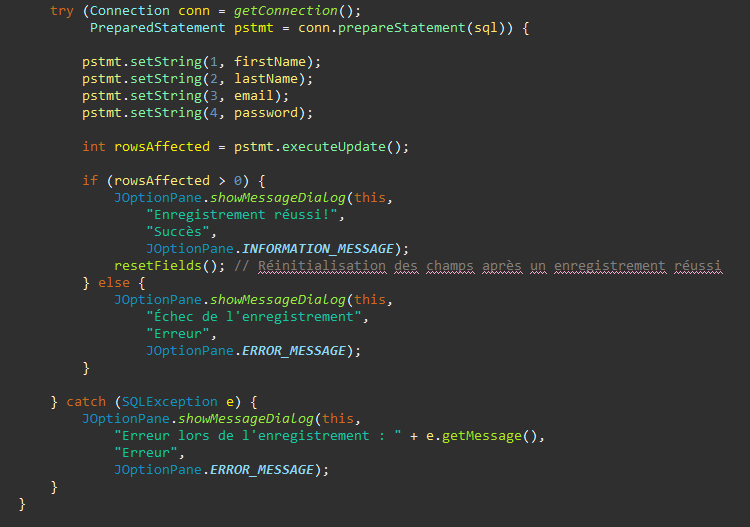 try (Connection conn = getConnection();
PreparedStatement pstmt = conn.prepareStatement(sql)) {
pstmt.setString(1, firstName);
pstmt.setString(2, lastName);
pstmt.setString(3, email);
pstmt.setString(4, password);
int rowsAffected = pstmt.executeUpdate();
if (rowsAffected > 0) {
JOptionPane.showMessageDialog(this,
"Enregistrement réussi!",
"Succès",
JOptionPane.INFORMATION_MESSAGE);
resetFields(); // Réinitialisation des champs après un enregistrement réussi
} else {
JOptionPane.showMessageDialog(this,
"Échec de l'enregistrement",
"Erreur",
JOptionPane.ERROR_MESSAGE);
}
} catch (SQLException e) {
JOptionPane.showMessageDialog(this,
"Erreur lors de l'enregistrement : " + e.getMessage(),
"Erreur",
JOptionPane.ERROR_MESSAGE);
}
}